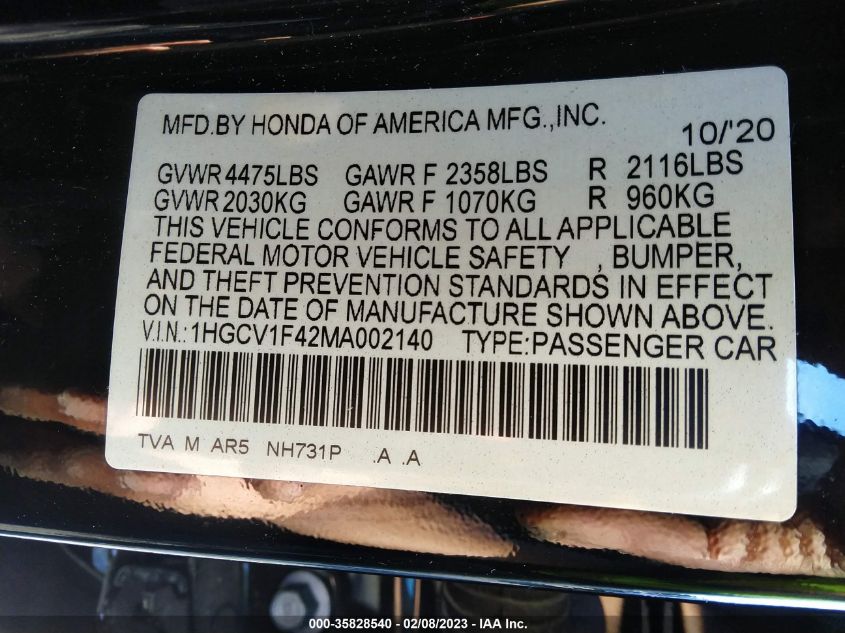 MFD.BY HONDA OF AMERICA MFG.,INC.
10/'20
GVWR 4475LBS GAWR F 2358LBS R 2116LBS
GVWR 2030KG GAWR F 1070KG R 960KG
THIS VEHICLE CONFORMS TO ALL APPLICABLE
FEDERAL MOTOR VEHICLE SAFETY , BUMPER,
AND THEFT PREVENTION STANDARDS IN EFFECT
ON THE DATE OF MANUFACTURE SHOWN ABOVE.
V.I.N.:1HGCV1F42MA002140 TYPE:PASSENGER CAR
TVA M AR5 NH731P .A .A
000-35828540 - 02/08/2023 - IAA Inc.